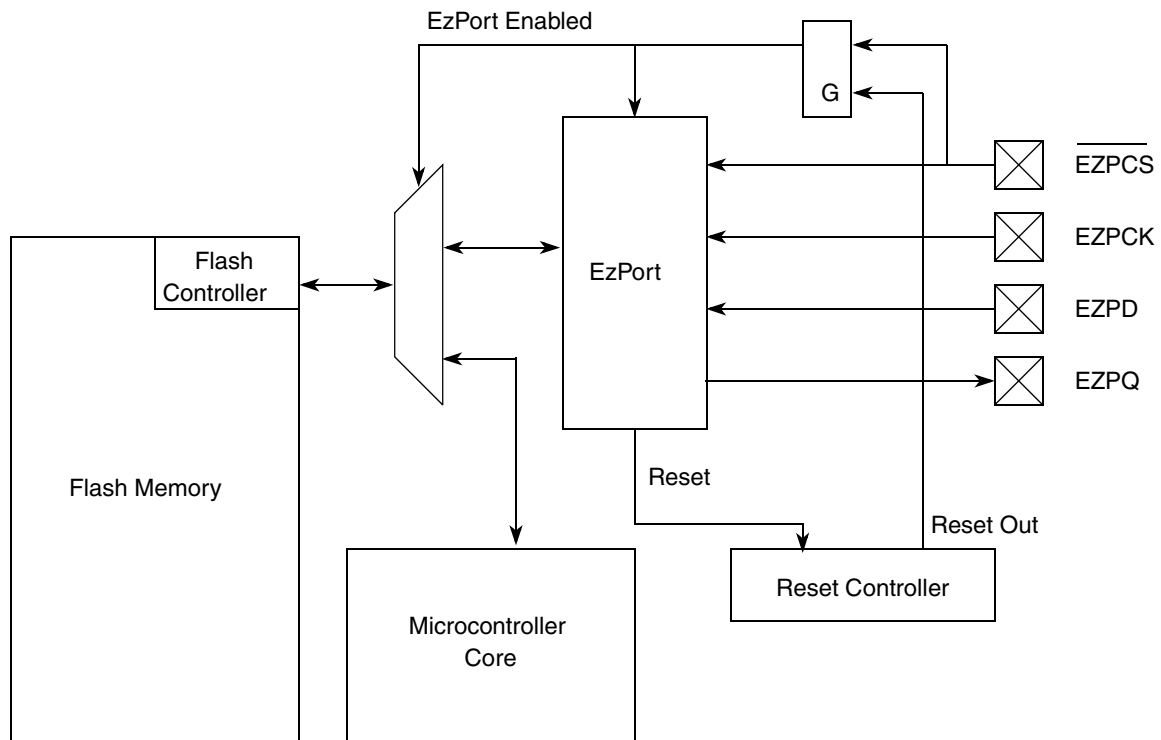 EzPort Enabled
G
EZPCS
EZPCK
EZPD
EZPQ
Flash
Controller
EzPort
Flash Memory
Reset
Reset Out
Reset Controller
Microcontroller
Core